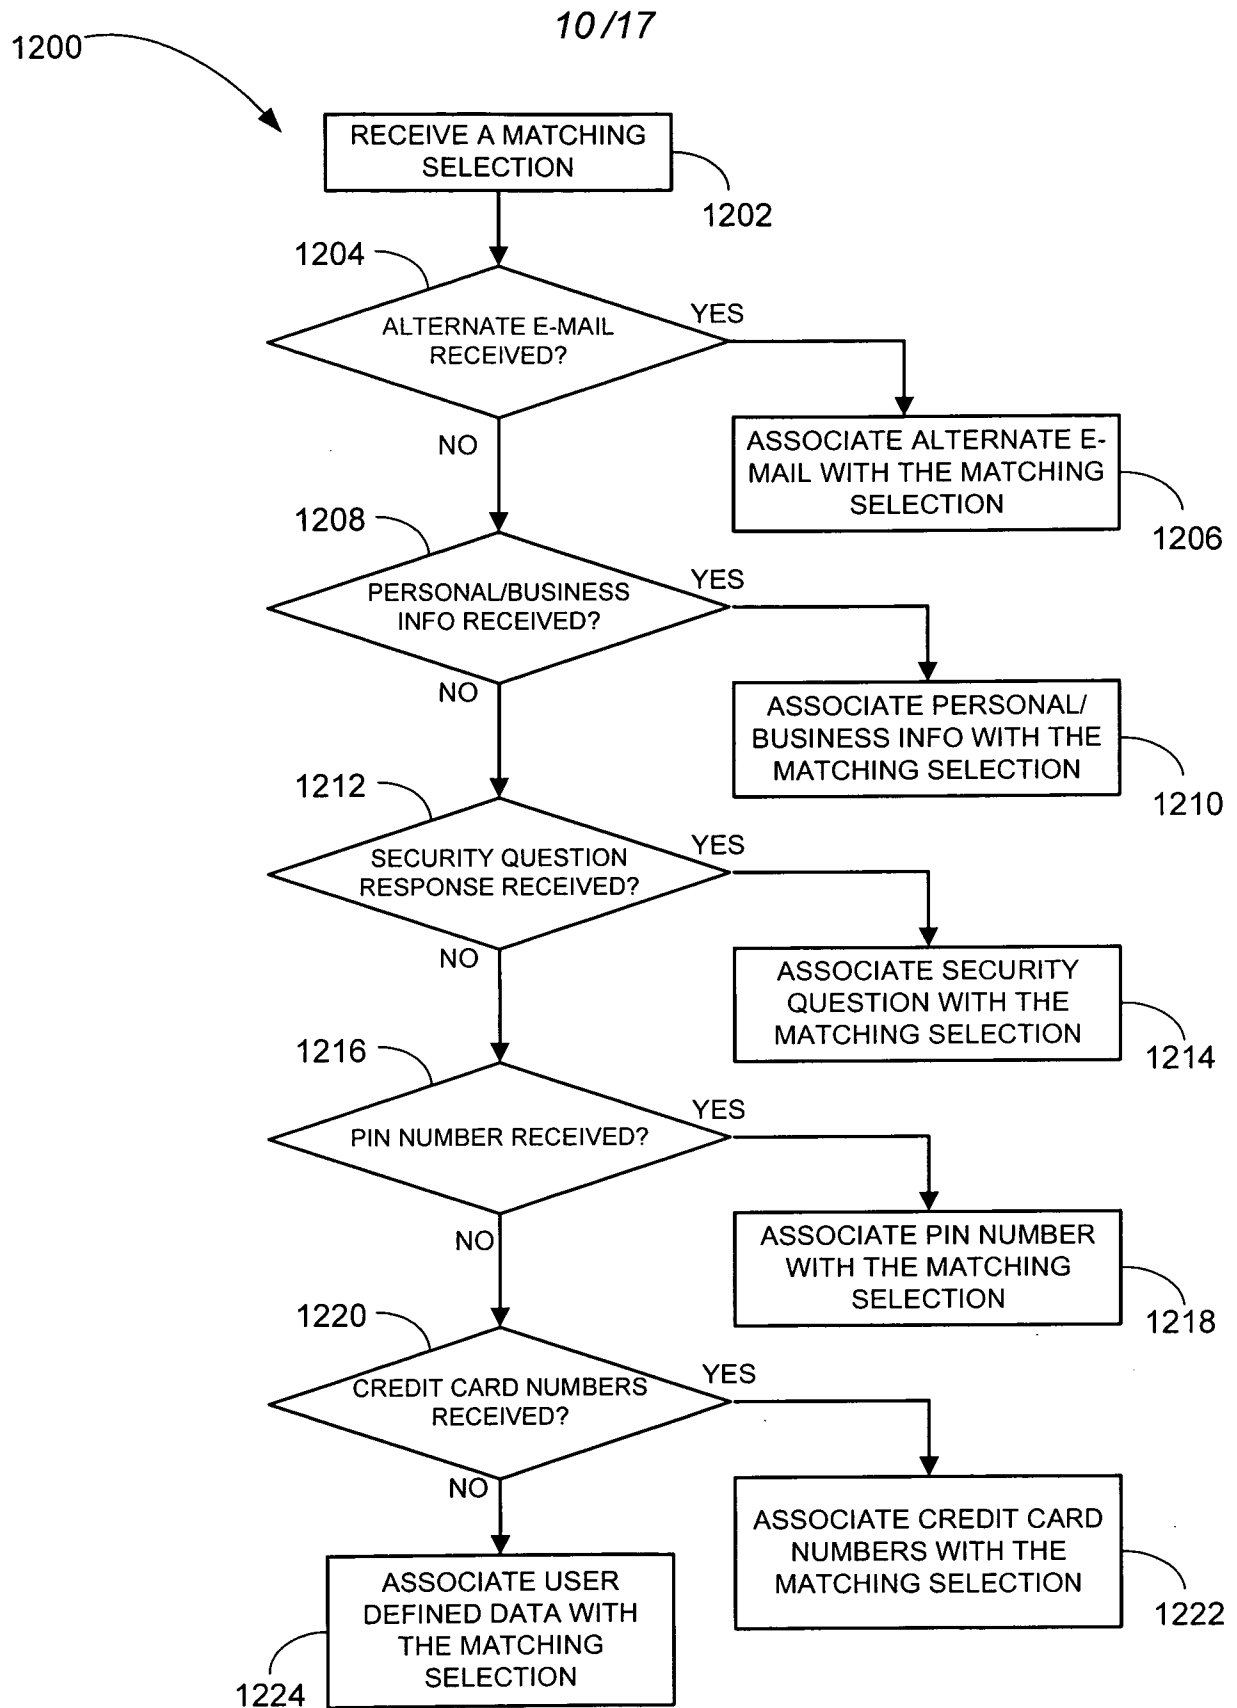 10/17
1200
RECEIVE A MATCHING
SELECTION
1202
1204
ALTERNATE E-MAIL
RECEIVED?
YES
NO
ASSOCIATE ALTERNATE E-
MAIL WITH THE MATCHING
SELECTION
1206
1208
PERSONAL/BUSINESS
INFO RECEIVED?
YES
NO
ASSOCIATE PERSONAL/
BUSINESS INFO WITH THE
MATCHING SELECTION
1210
1212
SECURITY QUESTION
RESPONSE RECEIVED?
YES
NO
ASSOCIATE SECURITY
QUESTION WITH THE
MATCHING SELECTION
1214
1216
PIN NUMBER RECEIVED?
YES
NO
ASSOCIATE PIN NUMBER
WITH THE MATCHING
SELECTION
1218
1220
CREDIT CARD NUMBERS
RECEIVED?
YES
NO
ASSOCIATE CREDIT CARD
NUMBERS WITH THE
MATCHING SELECTION
1222
ASSOCIATE USER
DEFINED DATA WITH
THE MATCHING
SELECTION
1224